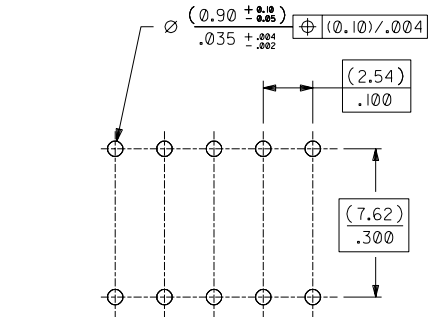 ⌀ (0.90 +0.10 -0.05) ⌖ (0.10)/.004
.035 +.004 -.002
(2.54)
.100
(7.62)
.300